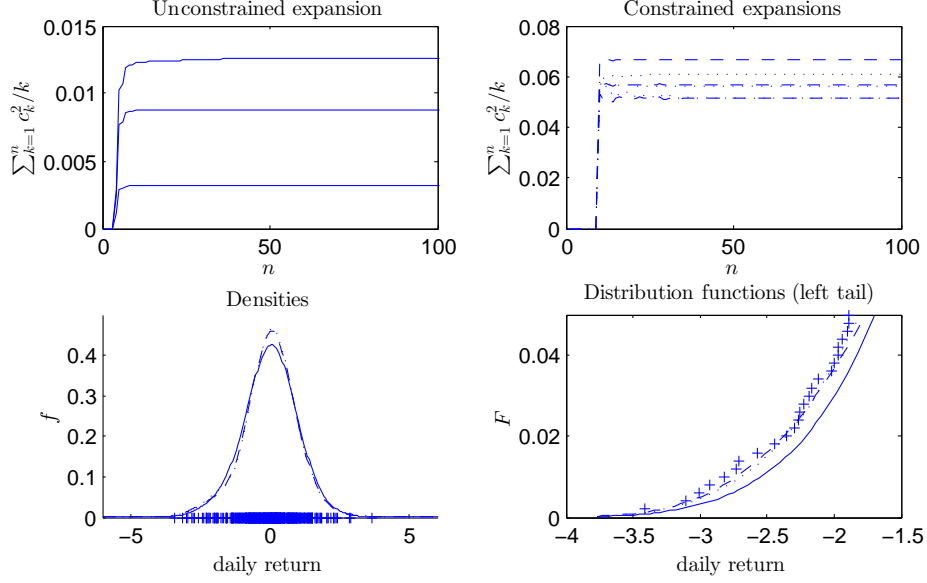 Unconstrained expansion
0.015
0.01
0.005
0
0
50
100
n
∑_{k=1}^{n} c_k^2/k
Constrained expansions
0.08
0.06
0.04
0.02
0
0
50
100
n
∑_{k=1}^{n} c_k^2/k
Densities
0.4
0.3
0.2
0.1
0
−5
0
5
daily return
f
Distribution functions (left tail)
0.04
0.02
0
−4
−3.5
−3
−2.5
−2
−1.5
daily return
F